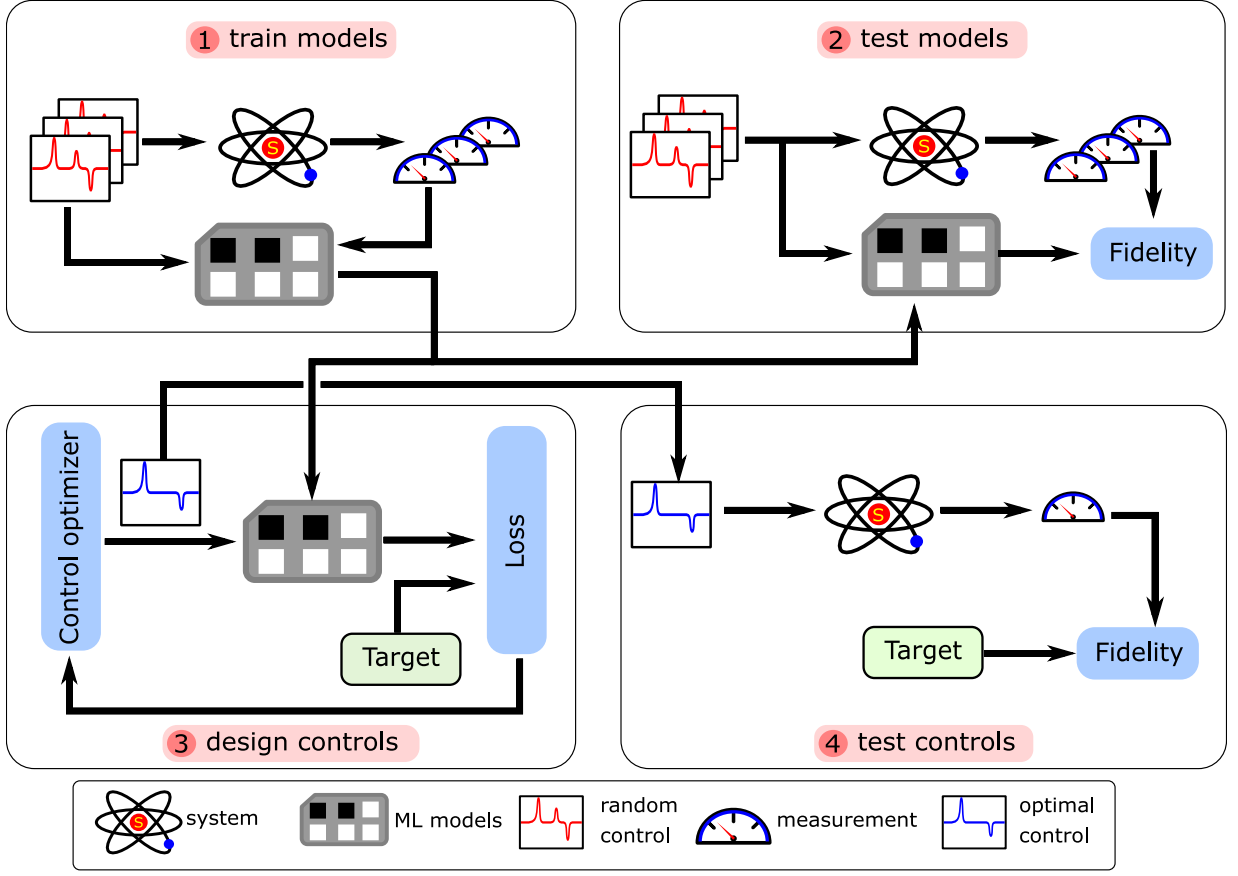 1 train models
2 test models
S
S
Fidelity
Control optimizer
Loss
Target
3 design controls
S
Target
Fidelity
4 test controls
S
system
ML models
random
control
measurement
optimal
control